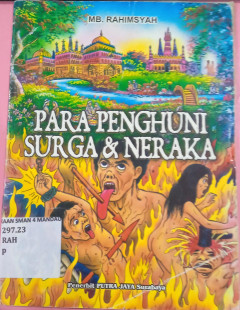 MB. RAHIMSYAH
PARA PENGHUNI
SURGA & NERAKA
297.23
RAH
p
Penerbit PUTRA JAYA Surabaya